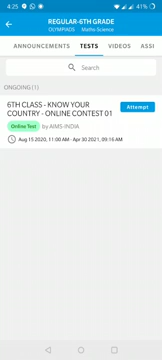 4:25
41%
REGULAR-6TH GRADE
OLYMPIADS Maths-Science
ANNOUNCEMENTS TESTS VIDEOS ASSI
Search
ONGOING (1)
6TH CLASS - KNOW YOUR
COUNTRY - ONLINE CONTEST 01
Attempt
Online Test by AIMS-INDIA
Aug 15 2020, 11:00 AM - Apr 30 2021, 09:16 AM